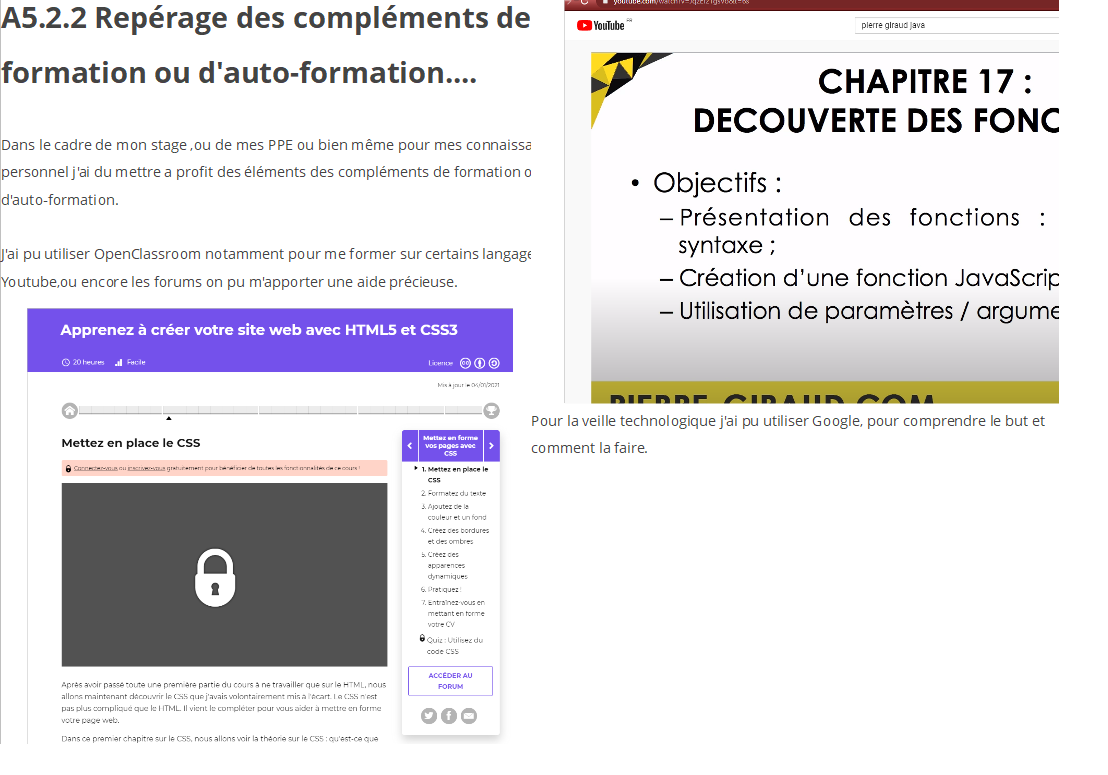 A5.2.2 Repérage des compléments de
formation ou d'auto-formation....
Dans le cadre de mon stage ,ou de mes PPE ou bien même pour mes connaissa
personnel j'ai du mettre a profit des éléments des compléments de formation o
d'auto-formation.
J'ai pu utiliser OpenClassroom notamment pour me former sur certains langage
Youtube,ou encore les forums on pu m'apporter une aide précieuse.
Apprenez à créer votre site web avec HTML5 et CSS3
20 heures Facile
Licence
Mis à jour le 04/01/2021
Mettez en place le CSS
Connectez-vous ou inscrivez-vous gratuitement pour bénéficier de toutes les fonctionnalités de ce cours !
Après avoir passé toute une première partie du cours à ne travailler que sur le HTML, nous
allons maintenant découvrir le CSS que j'avais volontairement mis à l'écart. Le CSS n'est
pas plus compliqué que le HTML. Il vient le compléter pour vous aider à mettre en forme
votre page web.
Dans ce premier chapitre sur le CSS, nous allons voir la théorie sur le CSS : qu'est-ce que
Mettez en forme
vos pages avec
CSS
1. Mettez en place le
CSS
2. Formatez du texte
3. Ajoutez de la
couleur et un fond
4. Créez des bordures
et des ombres
5. Créez des
apparences
dynamiques
6. Pratiquez !
7. Entraînez-vous en
mettant en forme
votre CV
Quiz : Utilisez du
code CSS
ACCÉDER AU
FORUM
YouTube FR
pierre giraud java
CHAPITRE 17 :
DECOUVERTE DES FONC
• Objectifs :
– Présentation des fonctions :
syntaxe ;
– Création d'une fonction JavaScrip
– Utilisation de paramètres / argume
PIERRE-GIRAUD.COM
Pour la veille technologique j'ai pu utiliser Google, pour comprendre le but et
comment la faire.